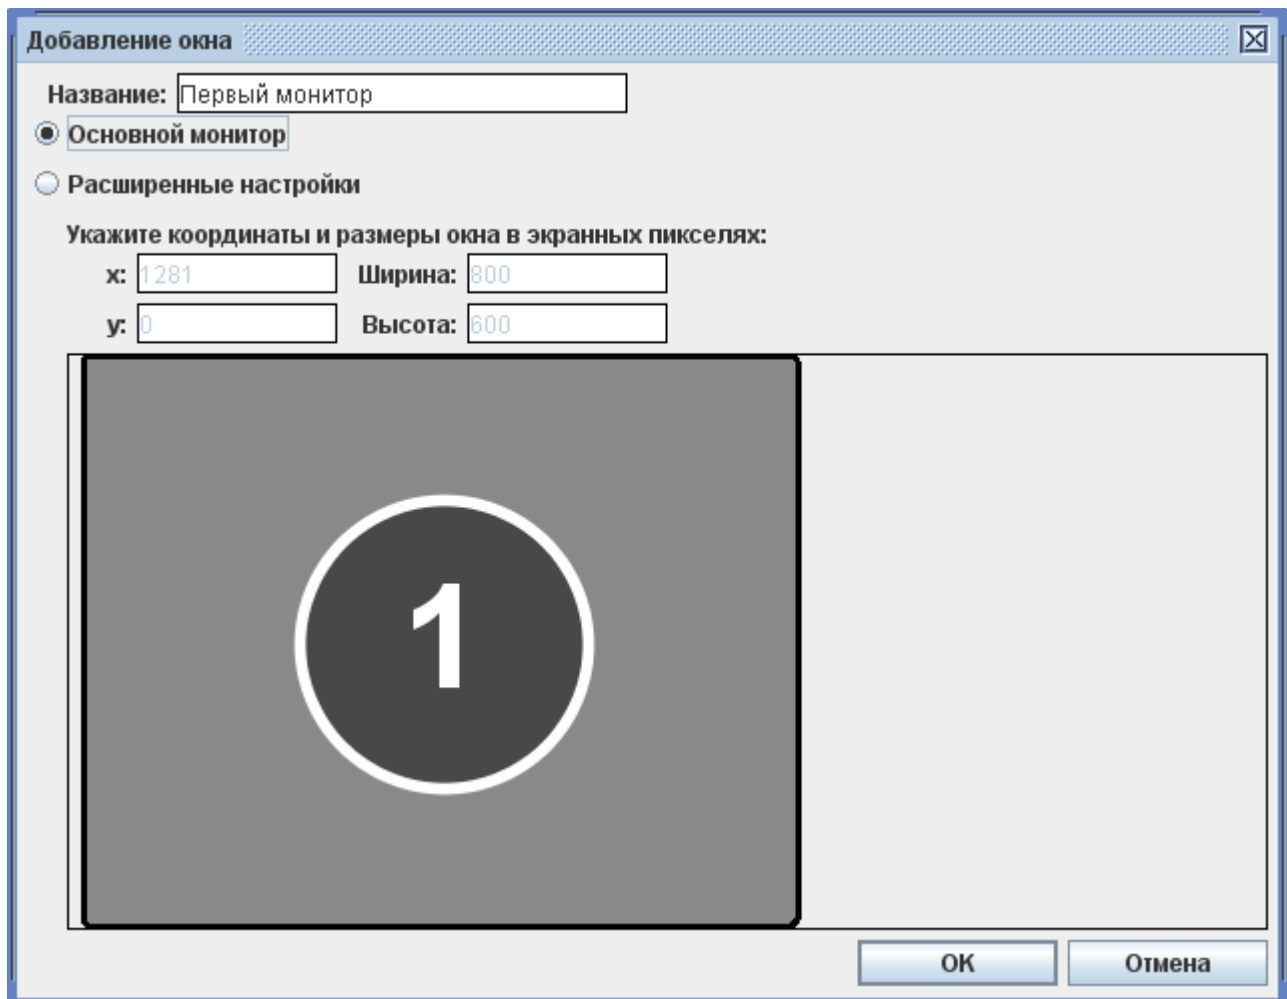 Добавление окна
Название: Первый монитор
Основной монитор
Расширенные настройки
Укажите координаты и размеры окна в экранных пикселях:
x: 1281 Ширина: 800
y: 0 Высота: 600
1
OK Отмена